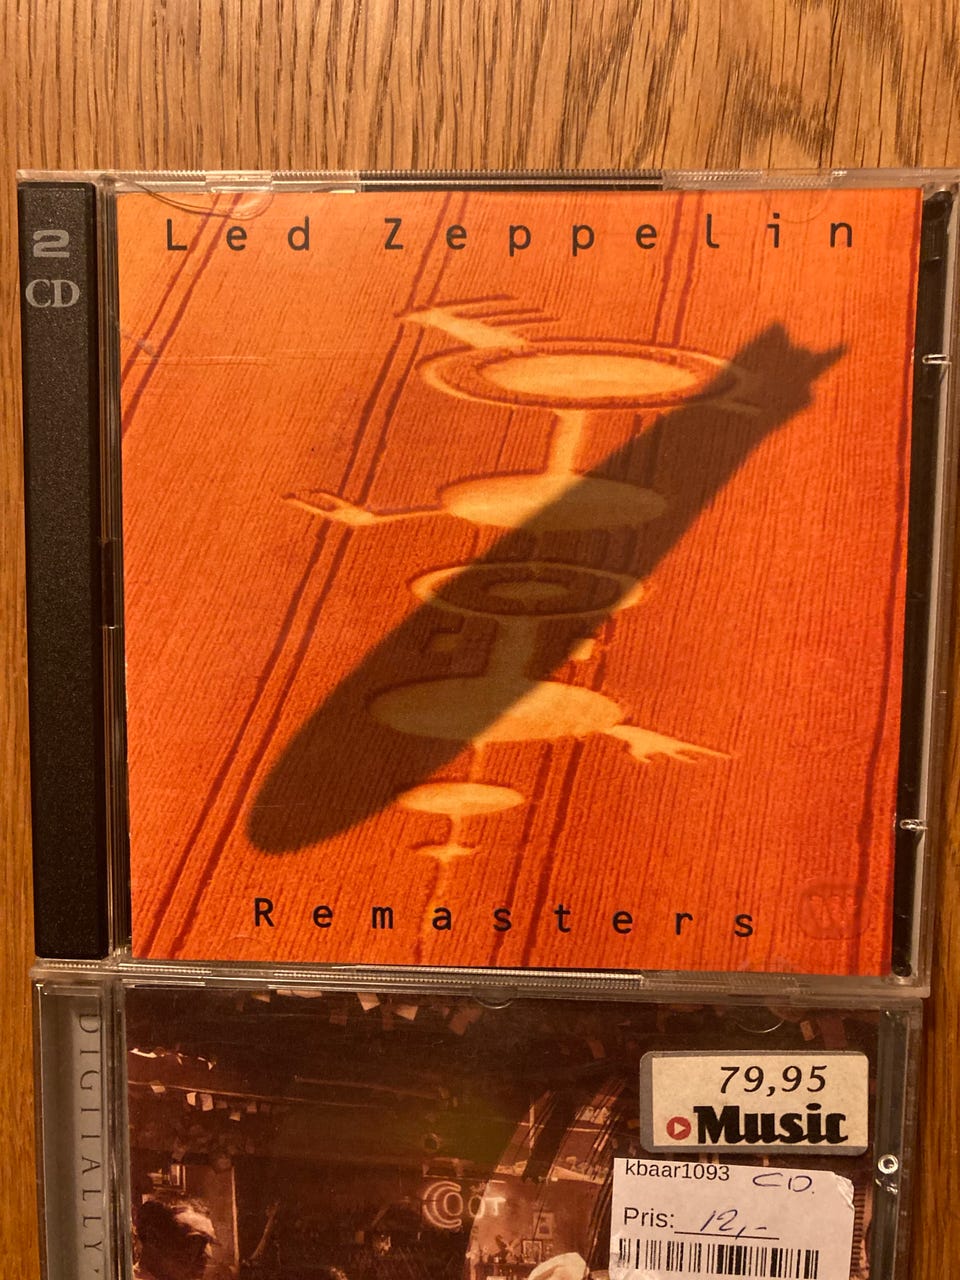 2
CD
Led Zeppelin
Remasters
DIGITALLY
79,95
Music
kbaar1093 CD.
Pris: 12,-